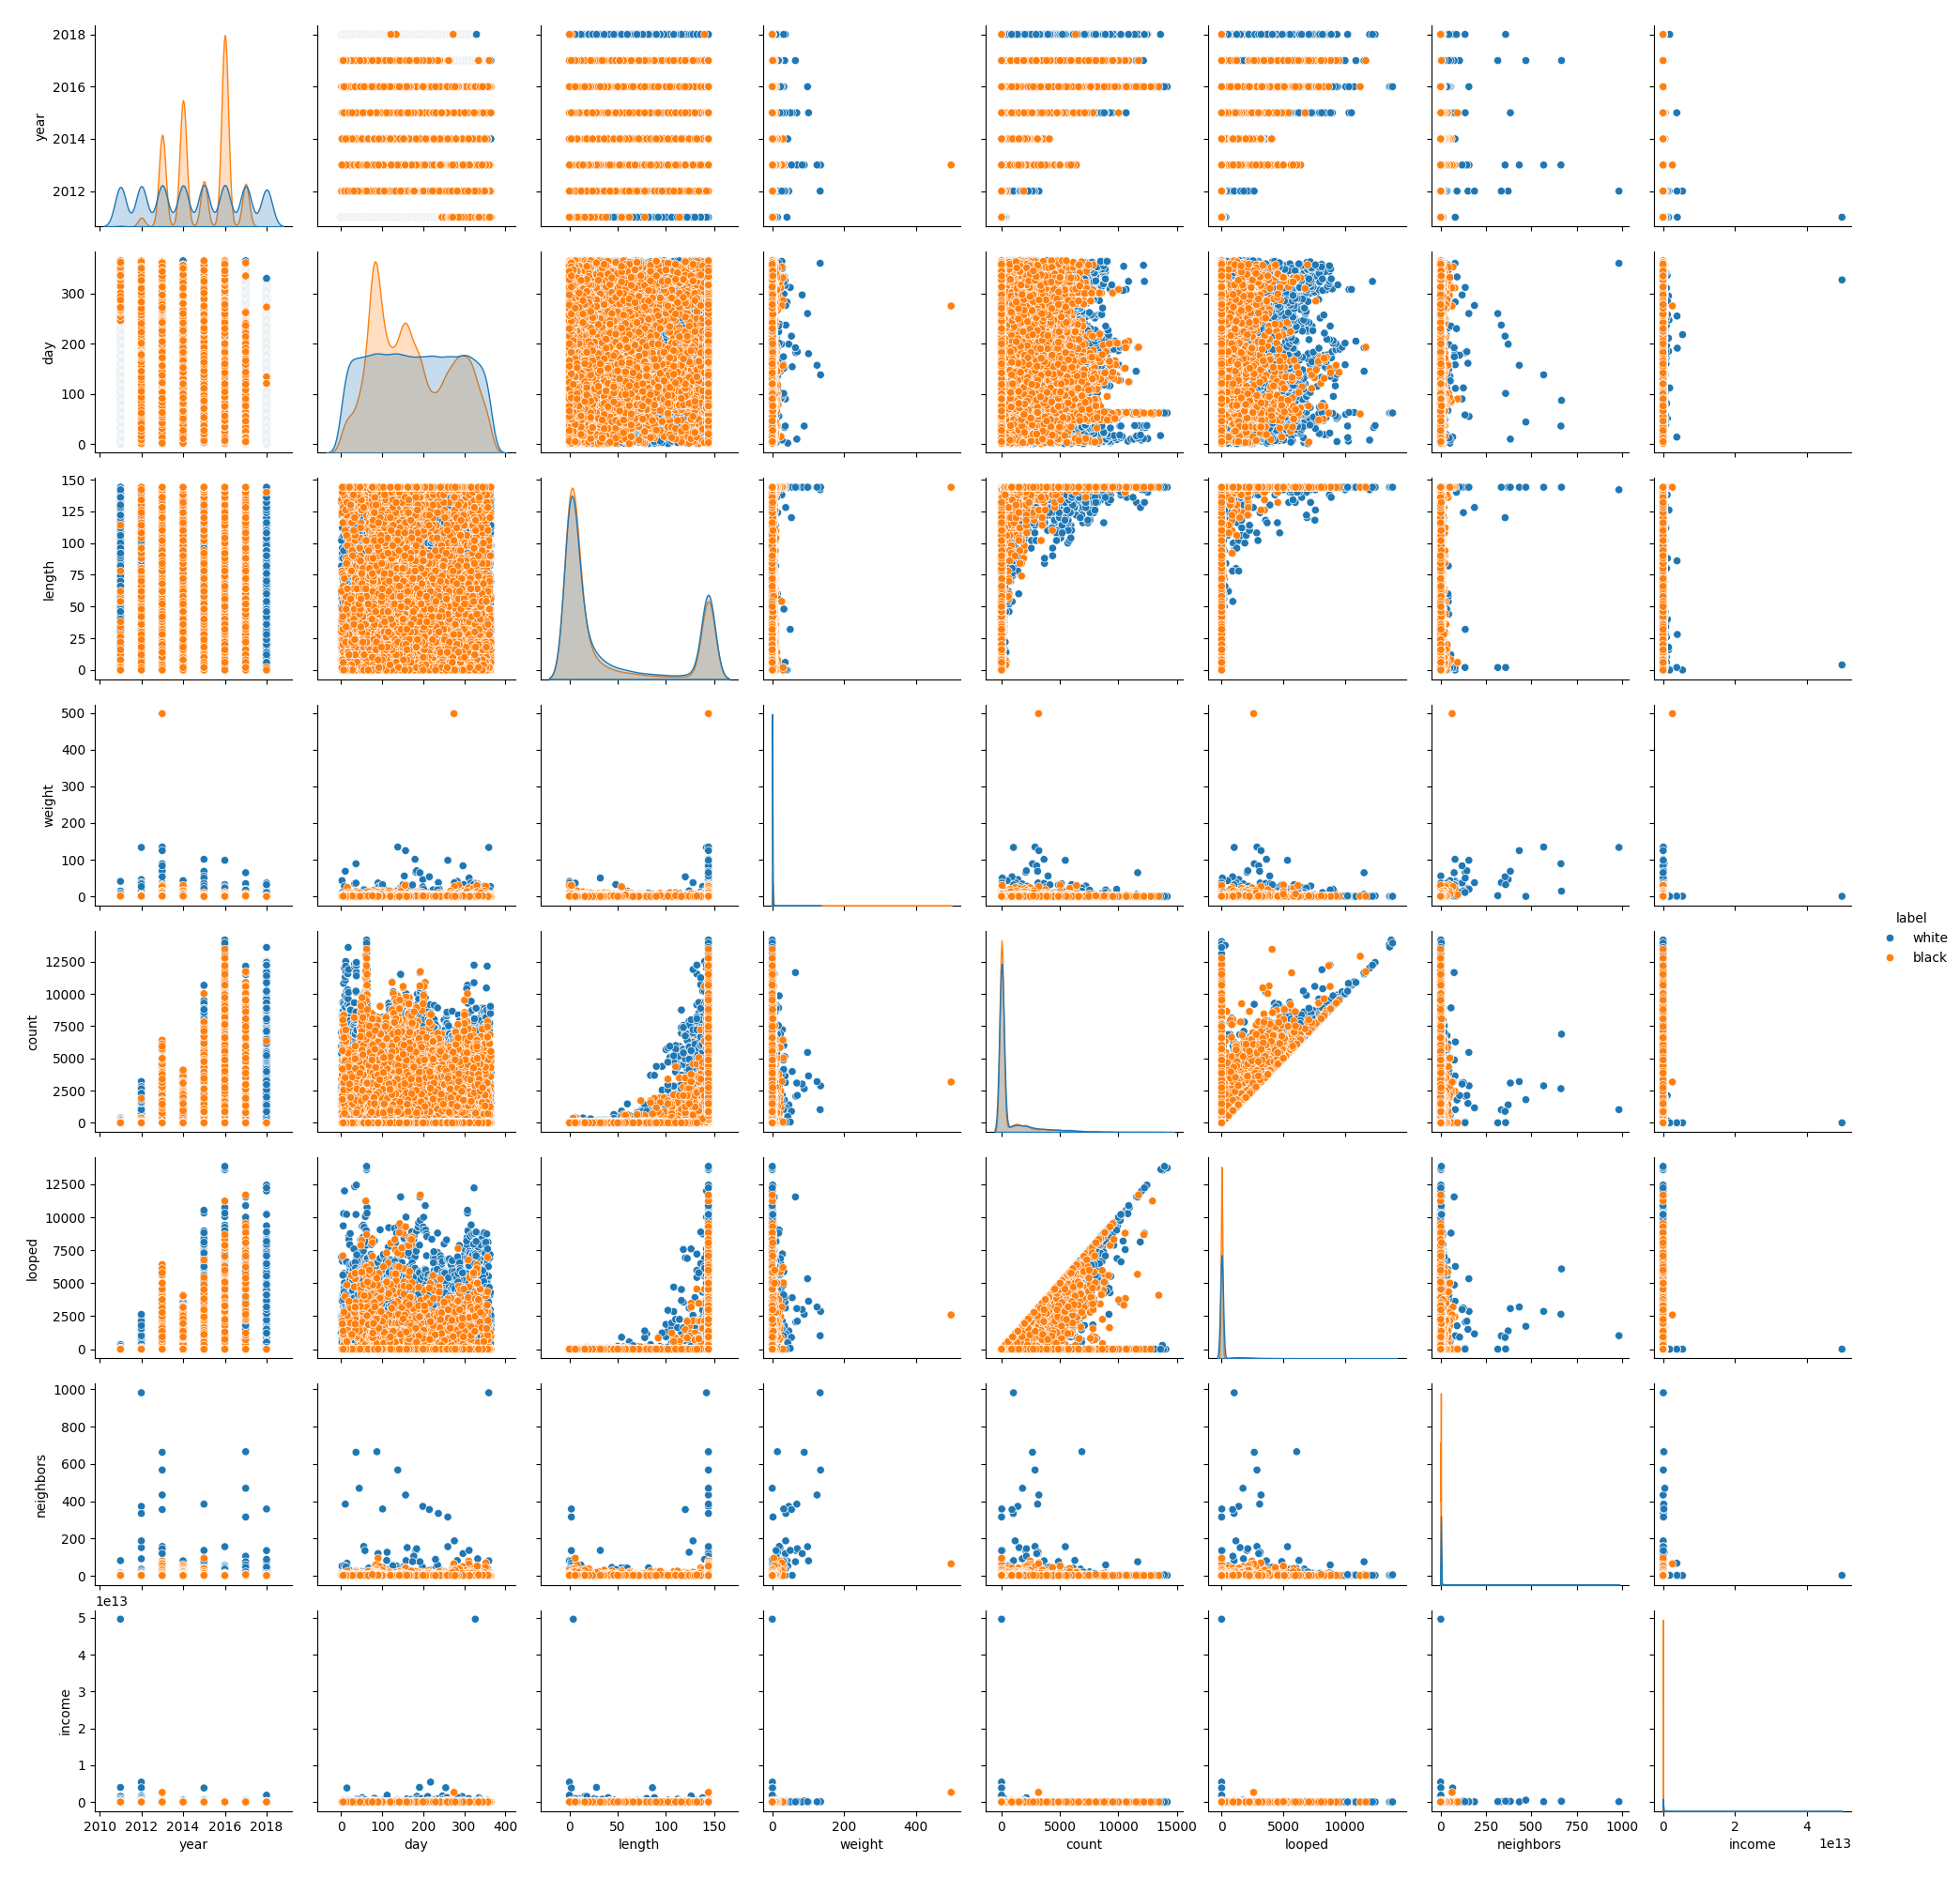 2018
2016
2014
2012
year
300
200
100
0
day
150
125
100
75
50
25
0
length
500
400
300
200
100
0
weight
12500
10000
7500
5000
2500
0
count
label
white
black
12500
10000
7500
5000
2500
0
looped
1000
800
600
400
200
0
neighbors
1e13
5
4
3
2
1
0
income
2010 2012 2014 2016 2018
year
0 100 200 300 400
day
0 50 100 150
length
0 200 400
weight
0 5000 10000 15000
count
0 5000 10000
looped
0 250 500 750 1000
neighbors
0 2 4
income
1e13